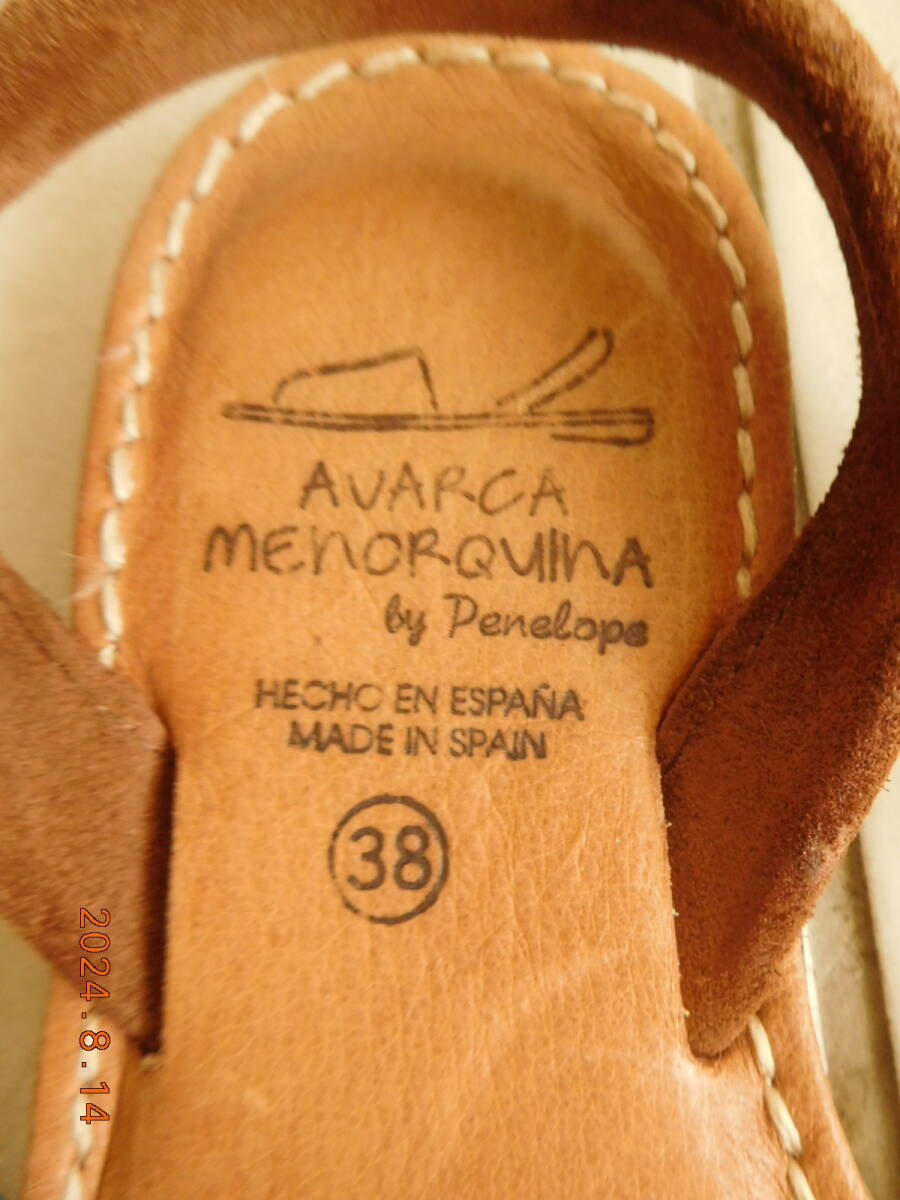 AVARCA
MENORQUINA
by Penelope
HECHO EN ESPAÑA
MADE IN SPAIN
38
2024.8.14